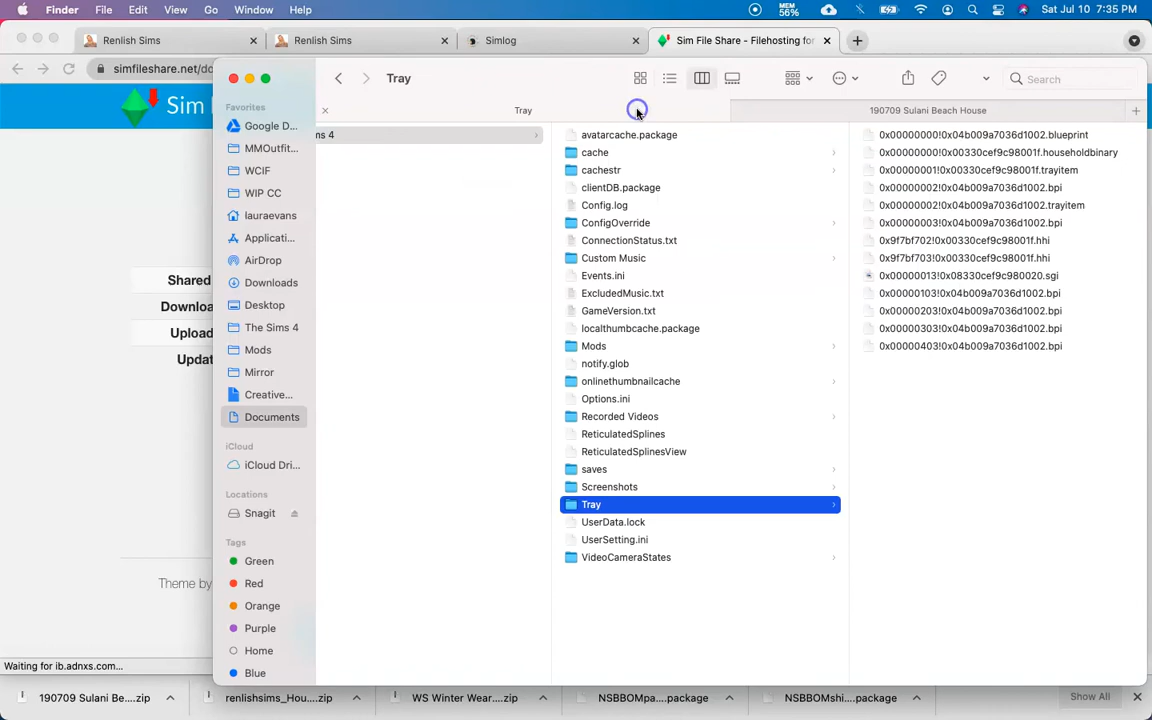 Finder File Edit View Go Window Help MEM 56% Sat Jul 10 7:35 PM
Renlish Sims
Renlish Sims
Simlog
Sim File Share - Filehosting for
simfileshare.net/do
Sim
Tray
Search
Tray
190709 Sulani Beach House
Favorites
Google D...
MMOutfit...
WCIF
WIP CC
lauraevans
Applicati...
AirDrop
Downloads
Desktop
The Sims 4
Mods
Mirror
Creative...
Documents
iCloud
iCloud Dri...
Locations
Snagit
Tags
Green
Red
Orange
Purple
Home
Blue
ms 4
avatarcache.package
cache
cachestr
clientDB.package
Config.log
ConfigOverride
ConnectionStatus.txt
Custom Music
Events.ini
ExcludedMusic.txt
GameVersion.txt
localthumbcache.package
Mods
notify.glob
onlinethumbnailcache
Options.ini
Recorded Videos
ReticulatedSplines
ReticulatedSplinesView
saves
Screenshots
Tray
UserData.lock
UserSetting.ini
VideoCameraStates
0x00000000!0x04b009a7036d1002.blueprint
0x00000000!0x00330cef9c98001f.householdbinary
0x00000001!0x00330cef9c98001f.trayitem
0x00000002!0x04b009a7036d1002.bpi
0x00000002!0x04b009a7036d1002.trayitem
0x00000003!0x04b009a7036d1002.bpi
0x9f7bf702!0x00330cef9c98001f.hhi
0x9f7bf703!0x00330cef9c98001f.hhi
0x00000013!0x08330cef9c980020.sgi
0x00000103!0x04b009a7036d1002.bpi
0x00000203!0x04b009a7036d1002.bpi
0x00000303!0x04b009a7036d1002.bpi
0x00000403!0x04b009a7036d1002.bpi
Shared
Downloa
Upload
Updat
Theme by
Waiting for ib.adnxs.com...
190709 Sulani Be....zip
renlishsims_Hou....zip
WS Winter Wear....zip
NSBBOMpa....package
NSBBOMshi....package
Show All